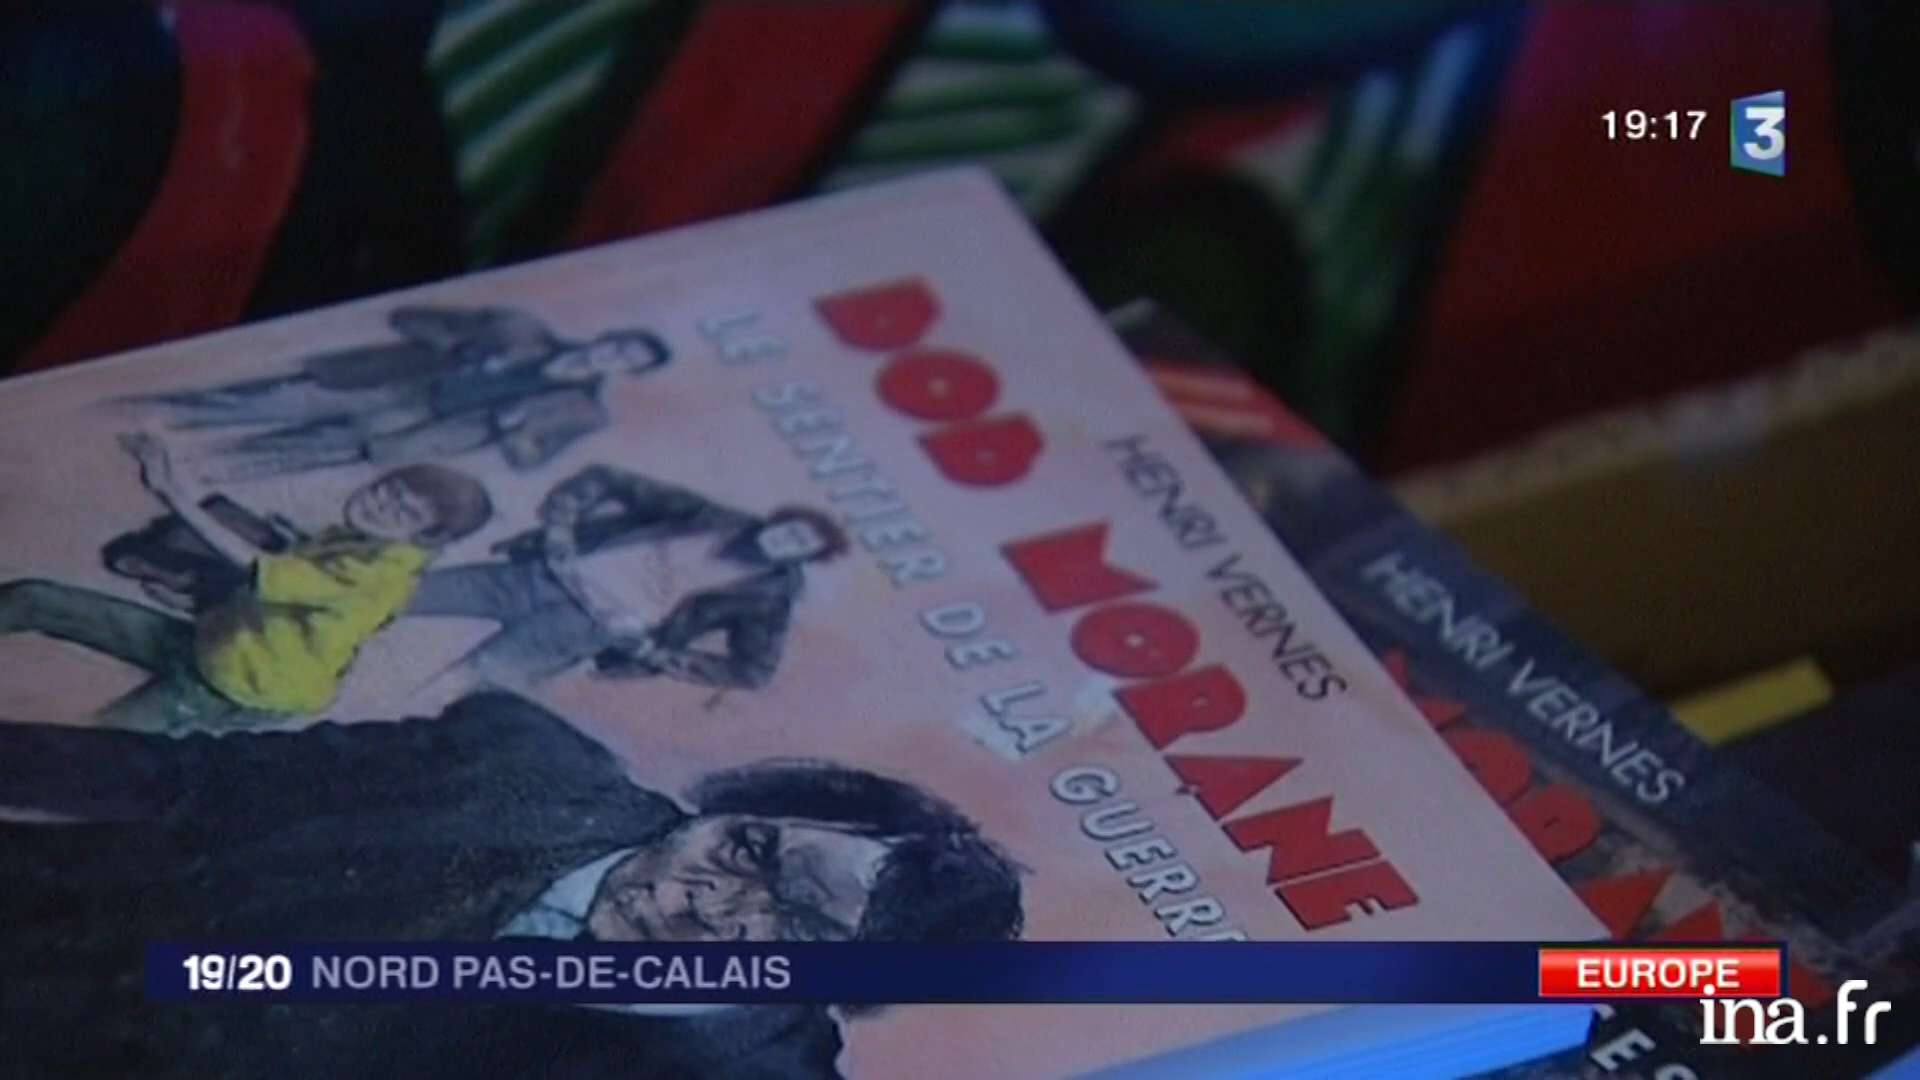 19:17 3
HENRI VERNES
DOD MORANE
LE SENTIER DE LA GUERRE
HENRI VERNES
19/20 NORD PAS-DE-CALAIS
EUROPE
ina.fr